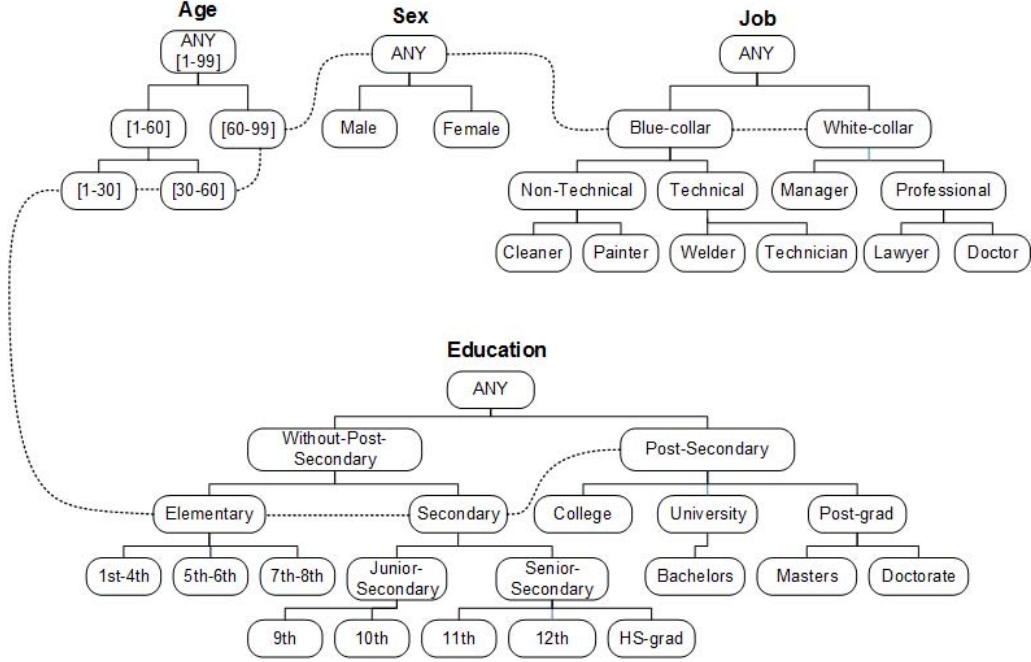 Age
Sex
Job
ANY
[1-99]
ANY
ANY
[1-60]
[60-99]
Male
Female
Blue-collar
White-collar
[1-30]
[30-60]
Non-Technical
Technical
Manager
Professional
Cleaner
Painter
Welder
Technician
Lawyer
Doctor
Education
ANY
Without-Post-
Secondary
Post-Secondary
Elementary
Secondary
College
University
Post-grad
1st-4th
5th-6th
7th-8th
Junior-
Secondary
Senior-
Secondary
Bachelors
Masters
Doctorate
9th
10th
11th
12th
HS-grad